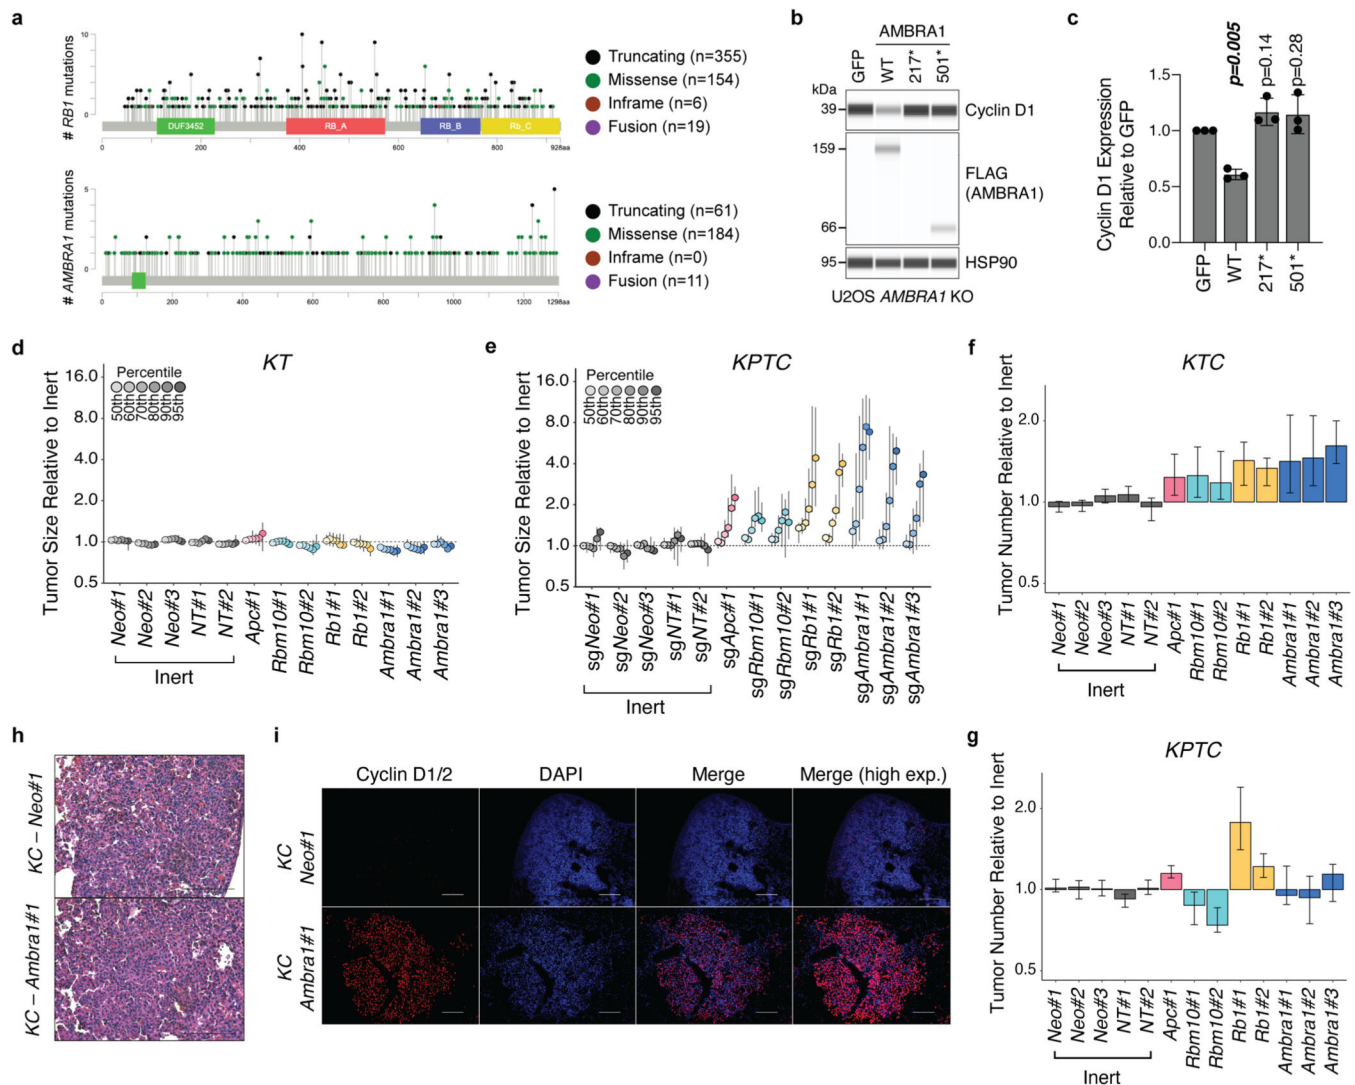 a
# RB1 mutations
10
0
DUF3452
RB_A
RB_B
Rb_C
0
200
400
600
800
928aa
Truncating (n=355)
Missense (n=154)
Inframe (n=6)
Fusion (n=19)
# AMBRA1 mutations
5
0
0
200
400
600
800
1000
1200
1298aa
Truncating (n=61)
Missense (n=184)
Inframe (n=0)
Fusion (n=11)
b
AMBRA1
GFP
WT
217*
501*
kDa
39
Cyclin D1
159
FLAG
(AMBRA1)
66
95
HSP90
U2OS AMBRA1 KO
c
p=0.005
p=0.14
p=0.28
Cyclin D1 Expression
Relative to GFP
1.5
1.0
0.5
0.0
GFP
WT
217*
501*
d
KT
Tumor Size Relative to Inert
Percentile
50th
60th
70th
80th
90th
95th
16.0
8.0
4.0
2.0
1.0
0.5
Neo#1
Neo#2
Neo#3
NT#1
NT#2
Apc#1
Rbm10#1
Rbm10#2
Rb1#1
Rb1#2
Ambra1#1
Ambra1#2
Ambra1#3
Inert
e
KPTC
Tumor Size Relative to Inert
Percentile
50th
60th
70th
80th
90th
95th
16.0
8.0
4.0
2.0
1.0
0.5
sgNeo#1
sgNeo#2
sgNeo#3
sgNT#1
sgNT#2
sgApc#1
sgRbm10#1
sgRbm10#2
sgRb1#1
sgRb1#2
sgAmbra1#1
sgAmbra1#2
sgAmbra1#3
Inert
f
KTC
Tumor Number Relative to Inert
2.0
1.0
0.5
Neo#1
Neo#2
Neo#3
NT#1
NT#2
Apc#1
Rbm10#1
Rbm10#2
Rb1#1
Rb1#2
Ambra1#1
Ambra1#2
Ambra1#3
Inert
h
KC – Neo#1
KC – Ambra1#1
i
Cyclin D1/2
DAPI
Merge
Merge (high exp.)
KC
Neo#1
KC
Ambra1#1
g
KPTC
Tumor Number Relative to Inert
2.0
1.0
0.5
Neo#1
Neo#2
Neo#3
NT#1
NT#2
Apc#1
Rbm10#1
Rbm10#2
Rb1#1
Rb1#2
Ambra1#1
Ambra1#2
Ambra1#3
Inert